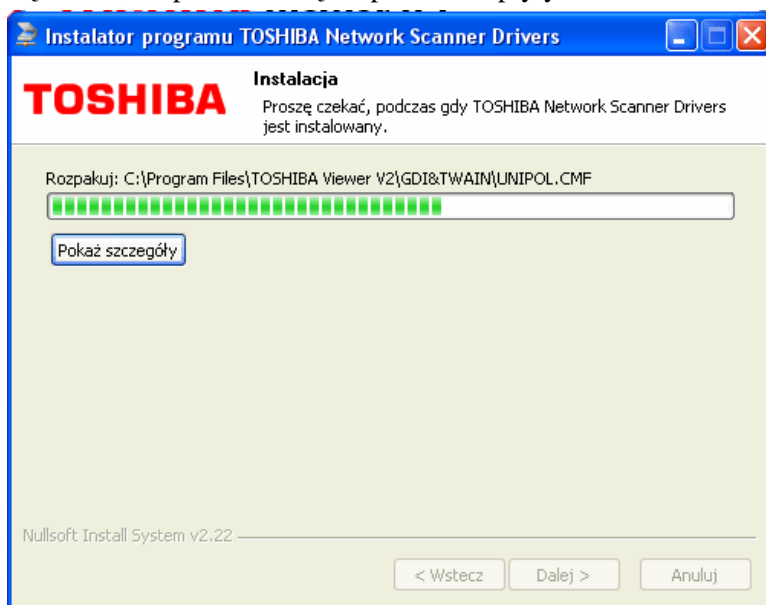 Instalator programu TOSHIBA Network Scanner Drivers
TOSHIBA
Instalacja
Proszę czekać, podczas gdy TOSHIBA Network Scanner Drivers
jest instalowany.
Rozpakuj: C:\Program Files\TOSHIBA Viewer V2\GDI&TWAIN\UNIPOL.CMF
Pokaż szczegóły
Nullsoft Install System v2.22
< Wstecz
Dalej >
Anuluj